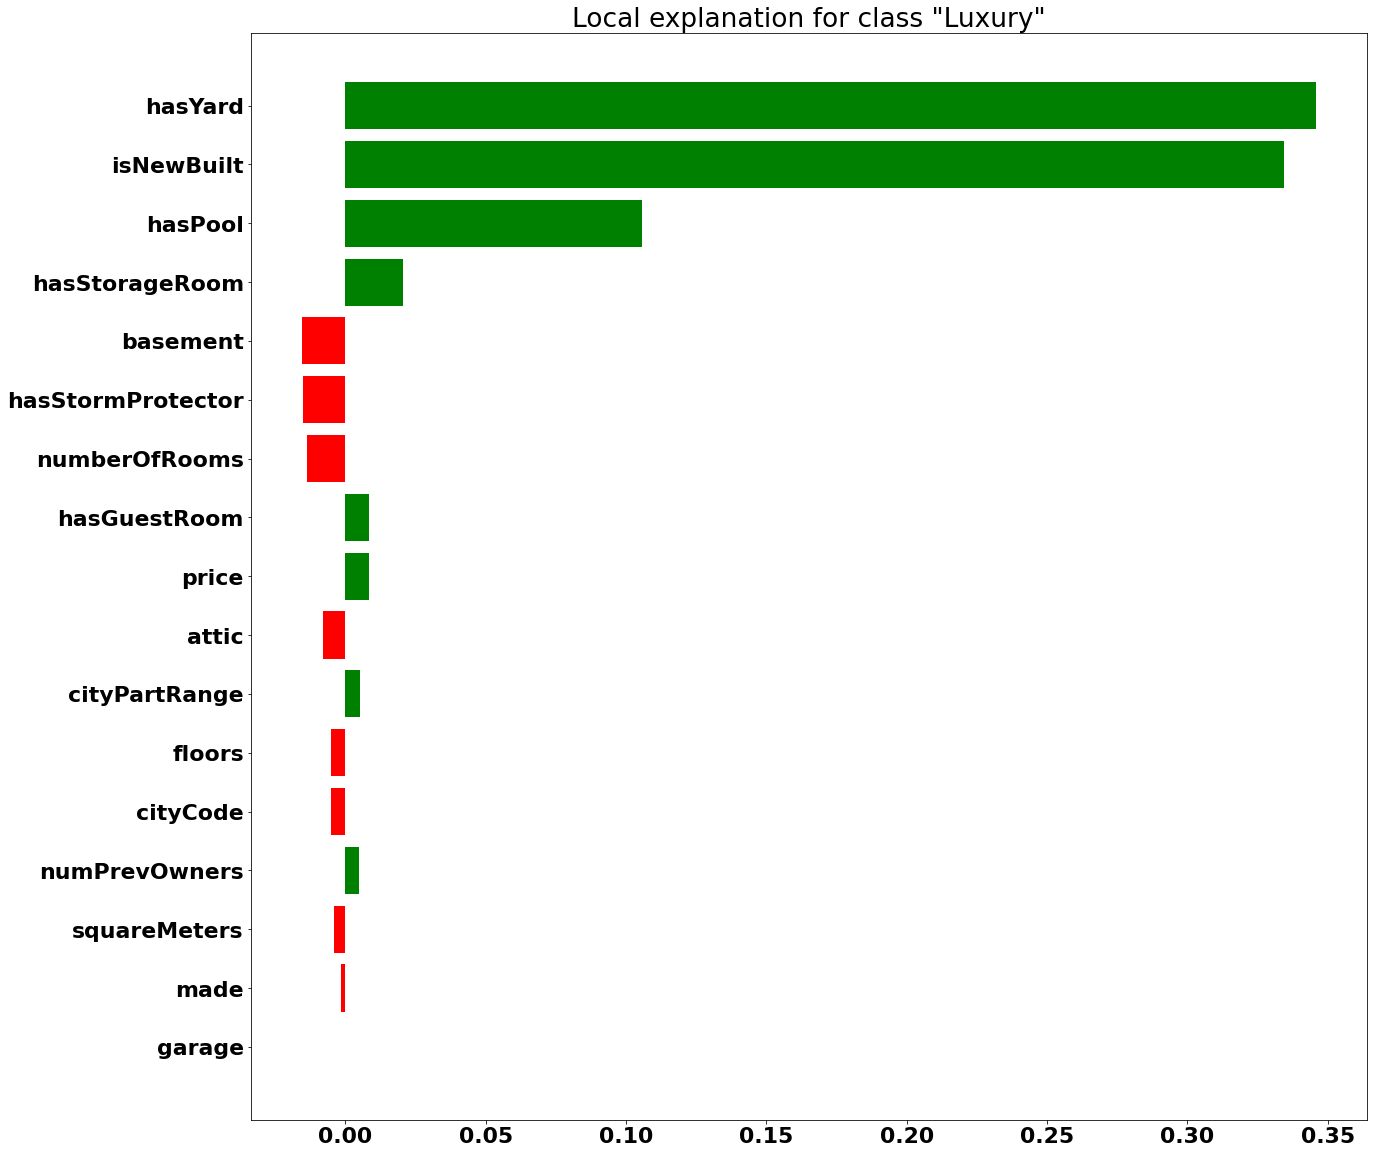 Local explanation for class "Luxury"
hasYard
isNewBuilt
hasPool
hasStorageRoom
basement
hasStormProtector
numberOfRooms
hasGuestRoom
price
attic
cityPartRange
floors
cityCode
numPrevOwners
squareMeters
made
garage
0.00 0.05 0.10 0.15 0.20 0.25 0.30 0.35